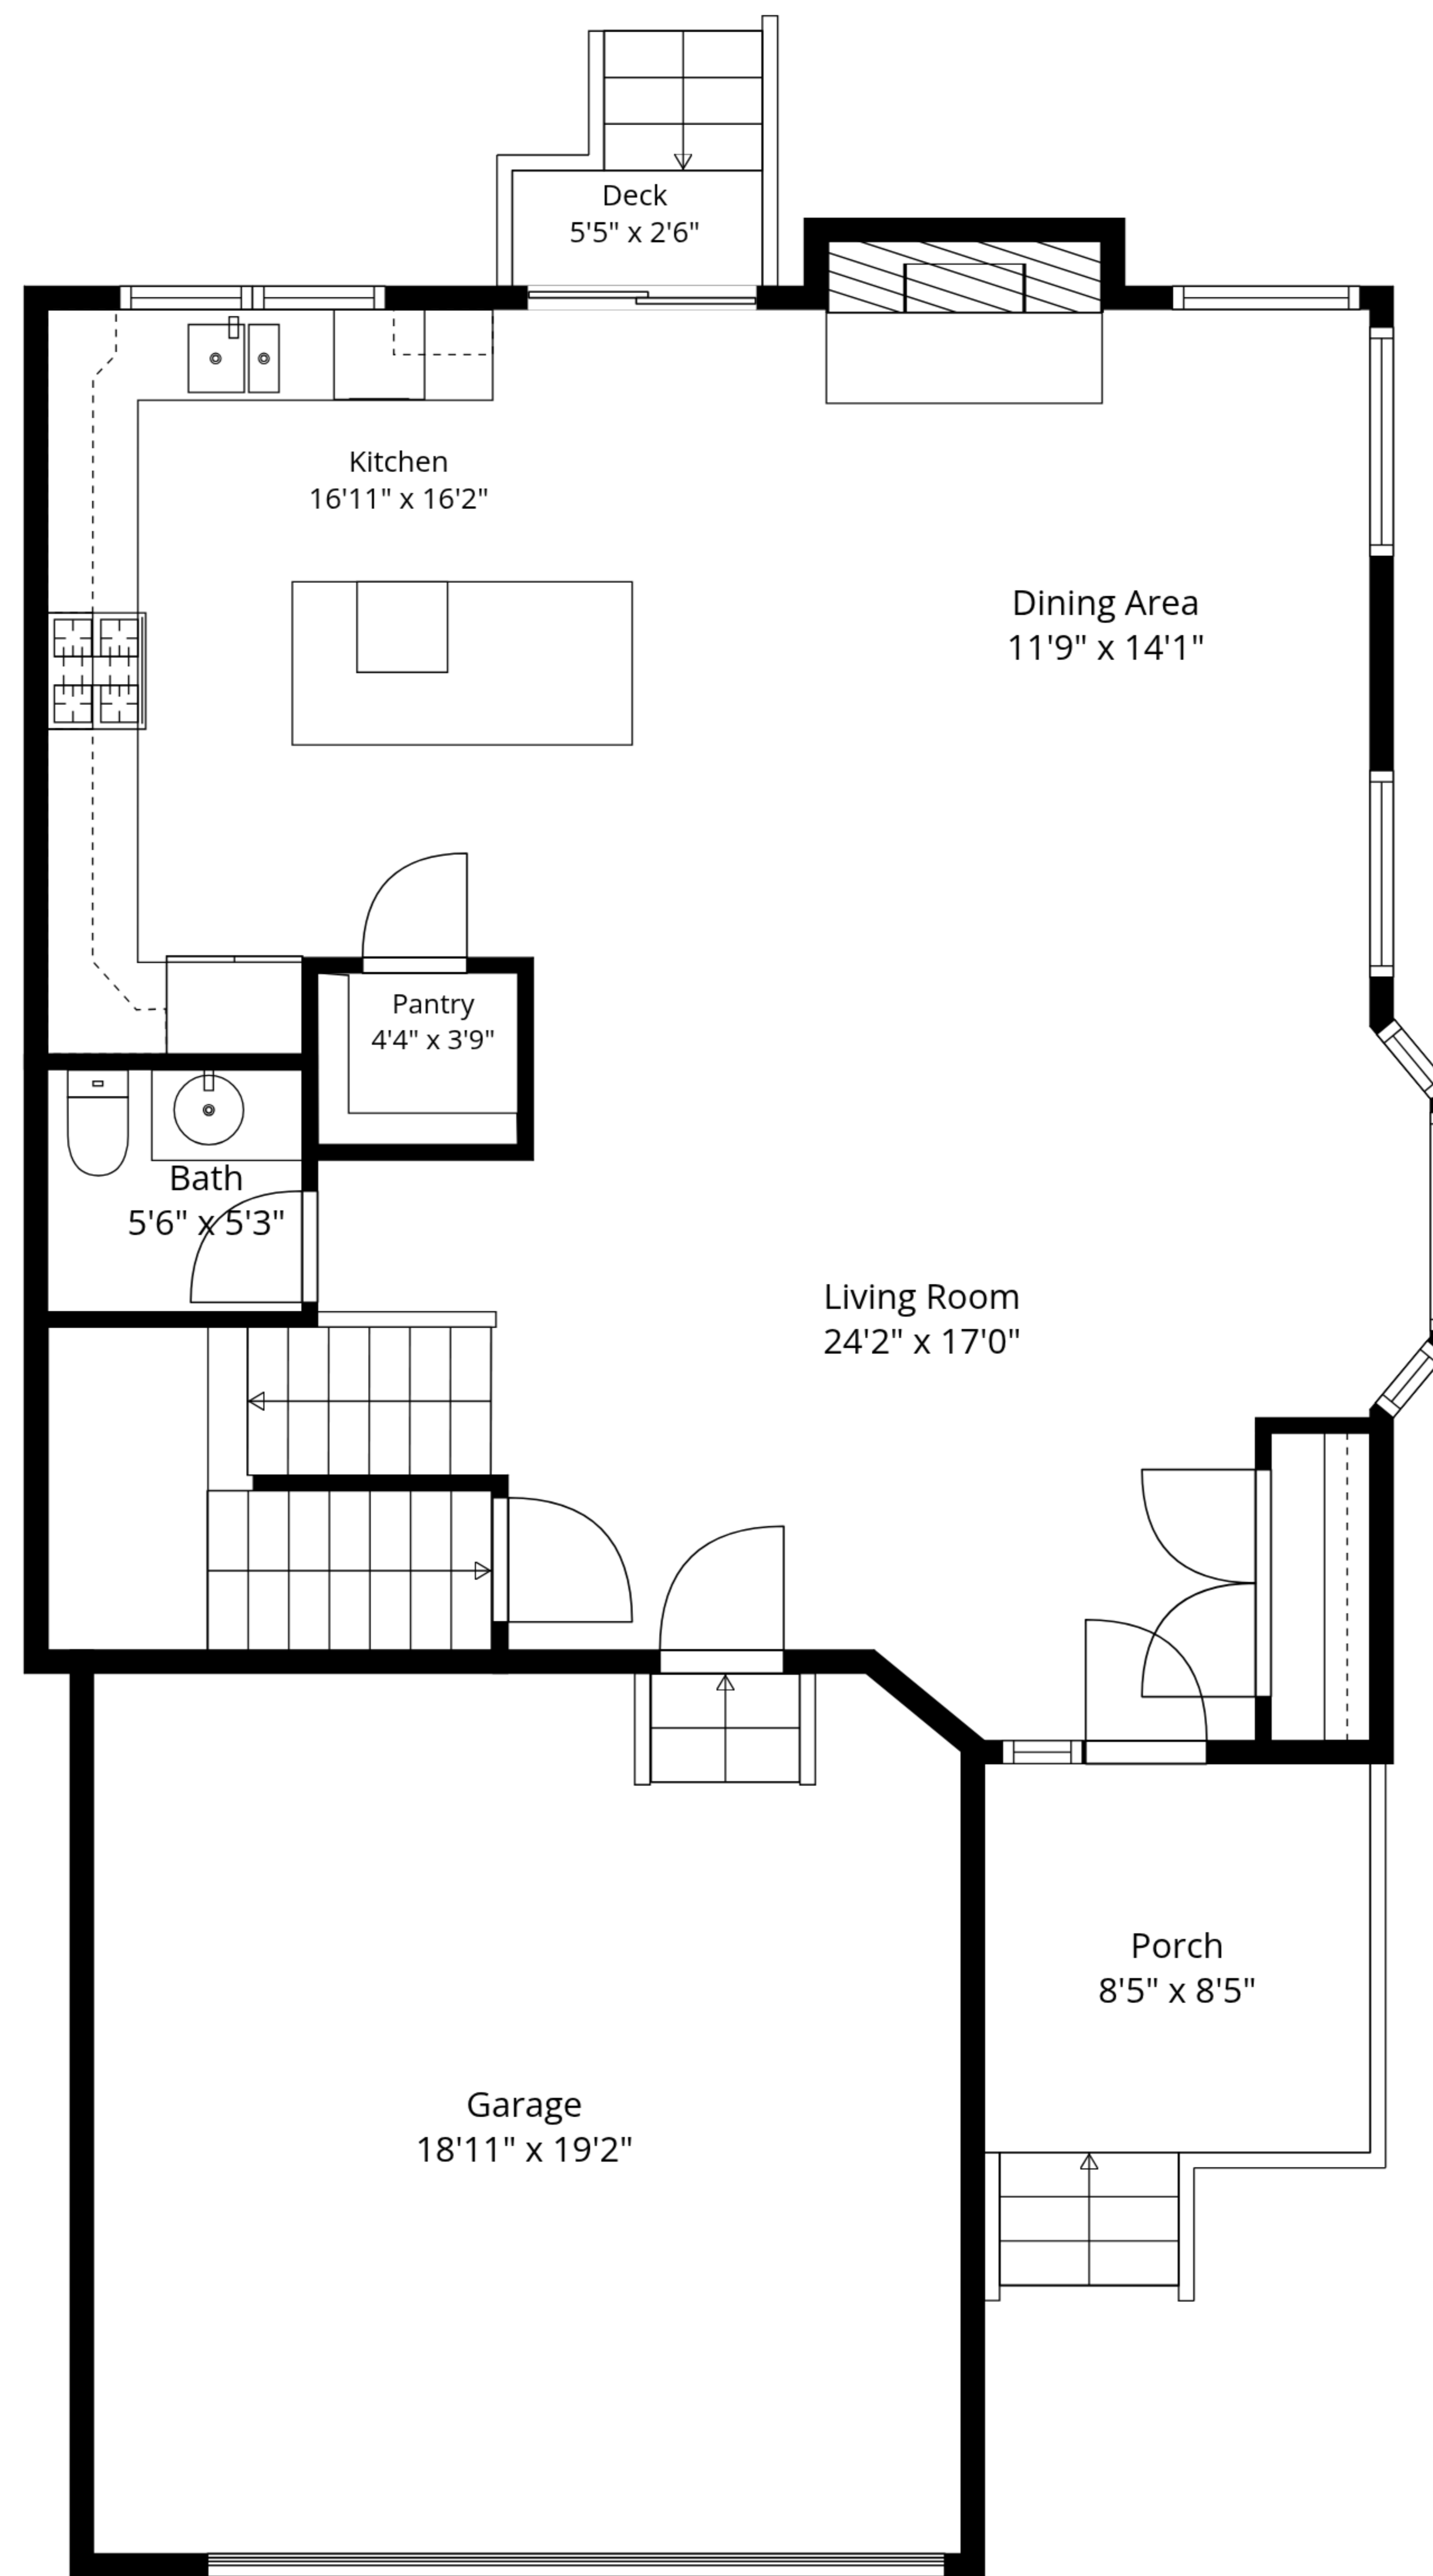 Deck
5'5" x 2'6"
Kitchen
16'11" x 16'2"
Dining Area
11'9" x 14'1"
Pantry
4'4" x 3'9"
Bath
5'6" x 5'3"
Living Room
24'2" x 17'0"
Porch
8'5" x 8'5"
Garage
18'11" x 19'2"